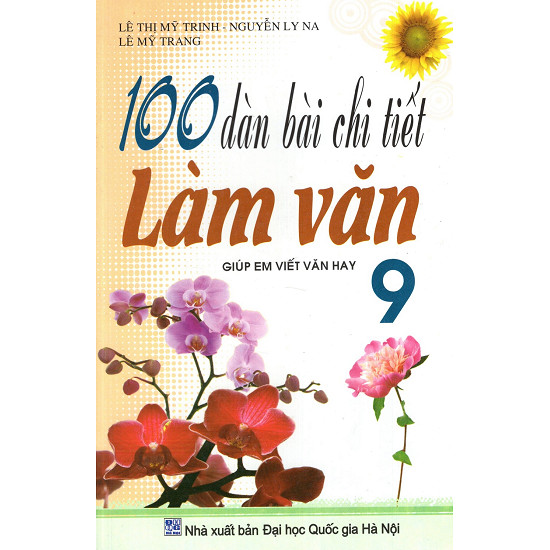 LÊ THỊ MỸ TRINH - NGUYỄN LY NA
LÊ MỸ TRANG
100 dàn bài chi tiết
Làm văn
GIÚP EM VIẾT VĂN HAY
9
Nhà xuất bản Đại học Quốc gia Hà Nội